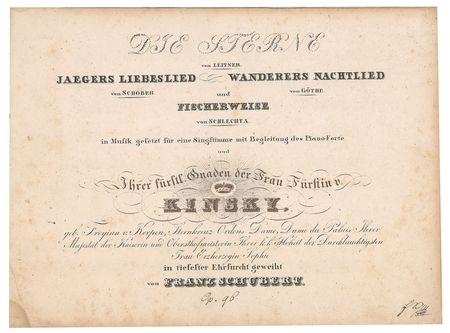 DIE STERNE
von LEITNER.
JAEGERS LIEBESLIED WANDERERS NACHTLIED
von SCHOBER. und von GÖTHE.
FISCHERWEISE
von SCHLECHTA.
in Musik gesetzt für eine Singstimme mit Begleitung des Piano-Forte
und
Ihrer fürstl. Gnaden der Frau Fürstin v.
KINSKY,
geb. Freyinn v. Kerpen, Sternkreuz Ordens Dame, Dame du Palais Ihrer
Majestät der Kaiserin und Obersthofmeisterin Ihrer k.k. Hoheit der Durchlauchtigsten
Frau Erzherzogin Sophie
in tiefester Ehrfurcht geweiht
von FRANZ SCHUBERT.
Op. 96